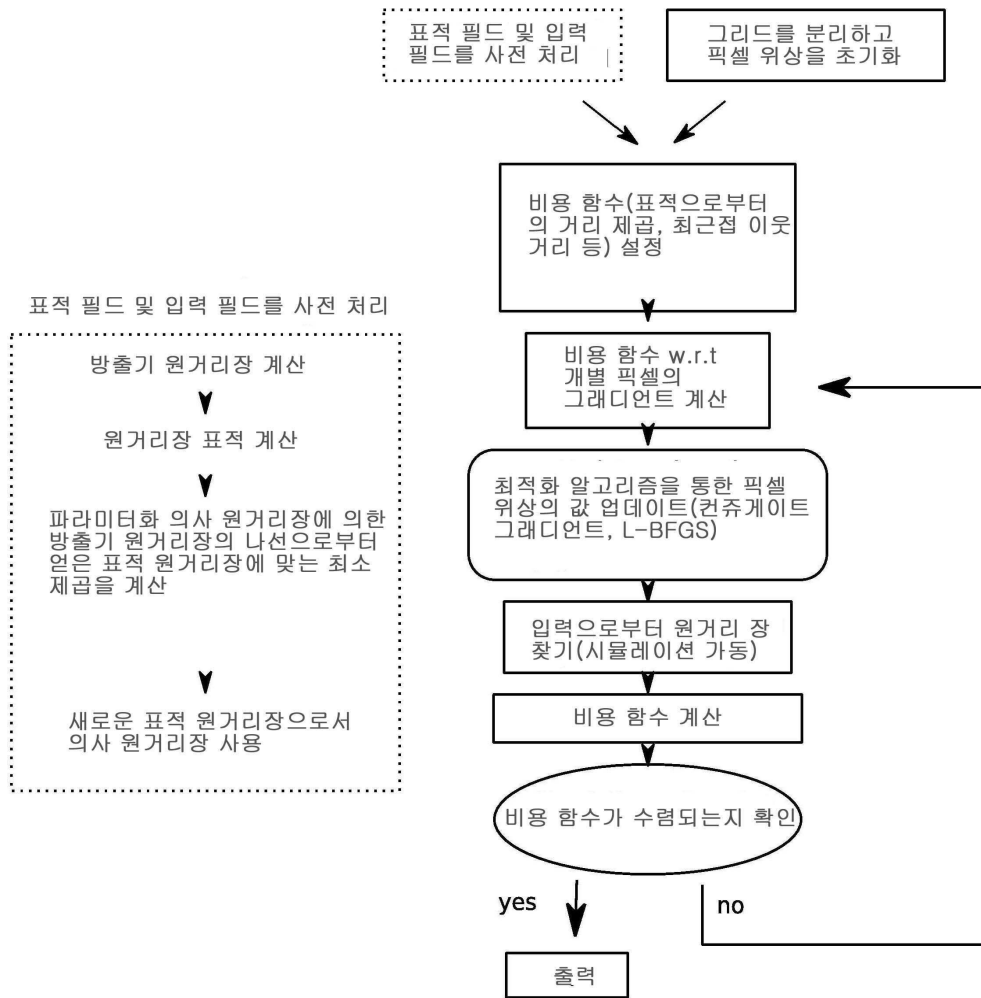 표적 필드 및 입력
필드를 사전 처리
그리드를 분리하고
픽셀 위상을 초기화
비용 함수(표적으로부터
의 거리 제곱, 최근접 이웃
거리 등) 설정
표적 필드 및 입력 필드를 사전 처리
방출기 원거리장 계산
원거리장 표적 계산
파라미터화 의사 원거리장에 의한
방출기 원거리장의 나선으로부터
얻은 표적 원거리장에 맞는 최소
제곱을 계산
새로운 표적 원거리장으로서
의사 원거리장 사용
비용 함수 w.r.t
개별 픽셀의
그래디언트 계산
최적화 알고리즘을 통한 픽셀
위상의 값 업데이트(컨쥬게이트
그래디언트, L-BFGS)
입력으로부터 원거리 장
찾기(시뮬레이션 가동)
비용 함수 계산
비용 함수가 수렴되는지 확인
yes
no
출력